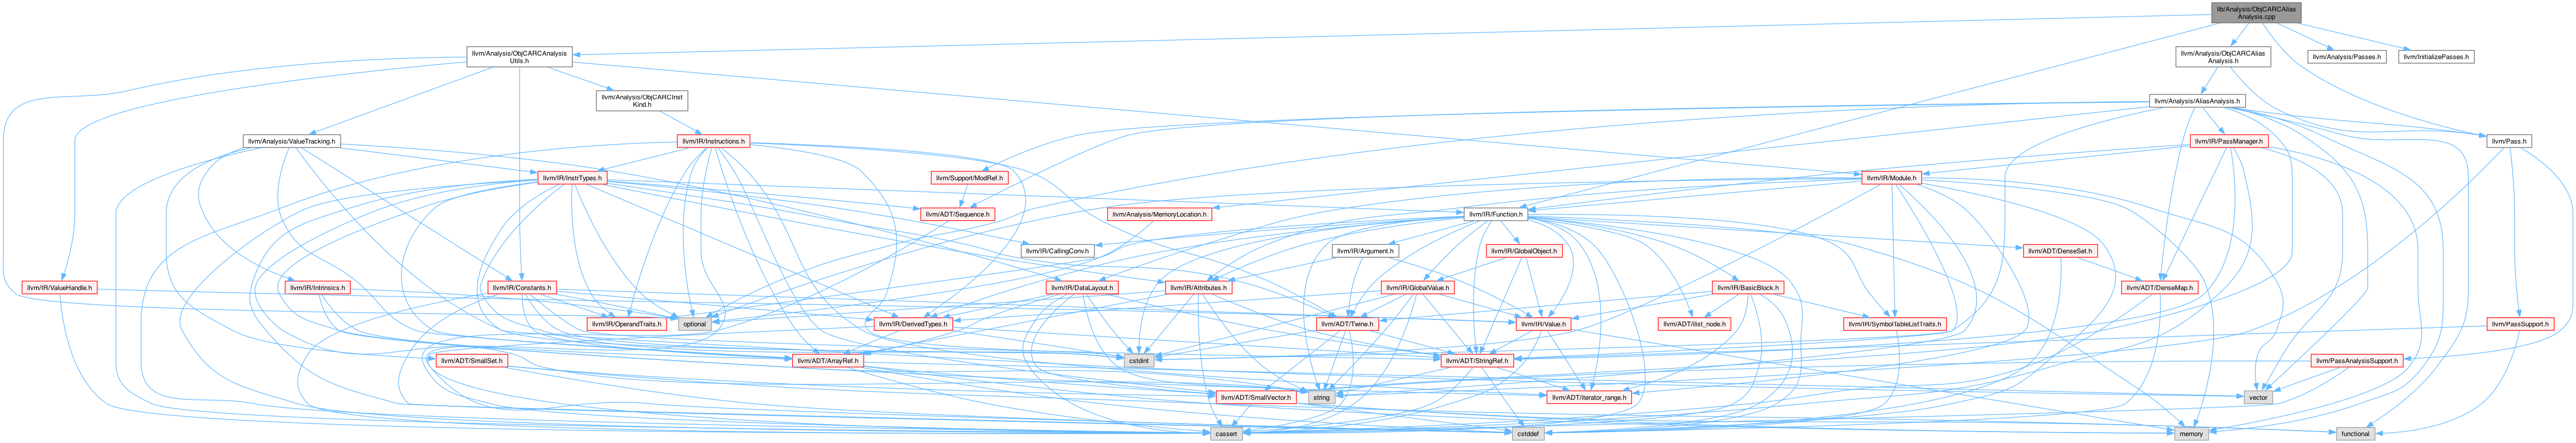 lib/Analysis/ObjCARCAlias
Analysis.cpp
llvm/Analysis/ObjCARCAnalysis
Utils.h
llvm/Analysis/ObjCARCAlias
Analysis.h
llvm/Analysis/Passes.h
llvm/InitializePasses.h
llvm/Analysis/ObjCARCInst
Kind.h
llvm/Analysis/AliasAnalysis.h
llvm/Analysis/ValueTracking.h
llvm/IR/Instructions.h
llvm/IR/PassManager.h
llvm/Pass.h
llvm/IR/InstrTypes.h
llvm/Support/ModRef.h
llvm/IR/Module.h
llvm/ADT/Sequence.h
llvm/Analysis/MemoryLocation.h
llvm/IR/Function.h
llvm/IR/CallingConv.h
llvm/IR/Argument.h
llvm/IR/GlobalObject.h
llvm/ADT/DenseSet.h
llvm/IR/ValueHandle.h
llvm/IR/Intrinsics.h
llvm/IR/Constants.h
llvm/IR/DataLayout.h
llvm/IR/Attributes.h
llvm/IR/GlobalValue.h
llvm/IR/BasicBlock.h
llvm/ADT/DenseMap.h
llvm/IR/OperandTraits.h
optional
llvm/IR/DerivedTypes.h
llvm/ADT/Twine.h
llvm/IR/Value.h
llvm/ADT/ilist_node.h
llvm/IR/SymbolTableListTraits.h
llvm/PassSupport.h
llvm/ADT/SmallSet.h
llvm/ADT/ArrayRef.h
cstdint
llvm/ADT/StringRef.h
llvm/PassAnalysisSupport.h
llvm/ADT/SmallVector.h
string
llvm/ADT/iterator_range.h
vector
cassert
cstddef
memory
functional